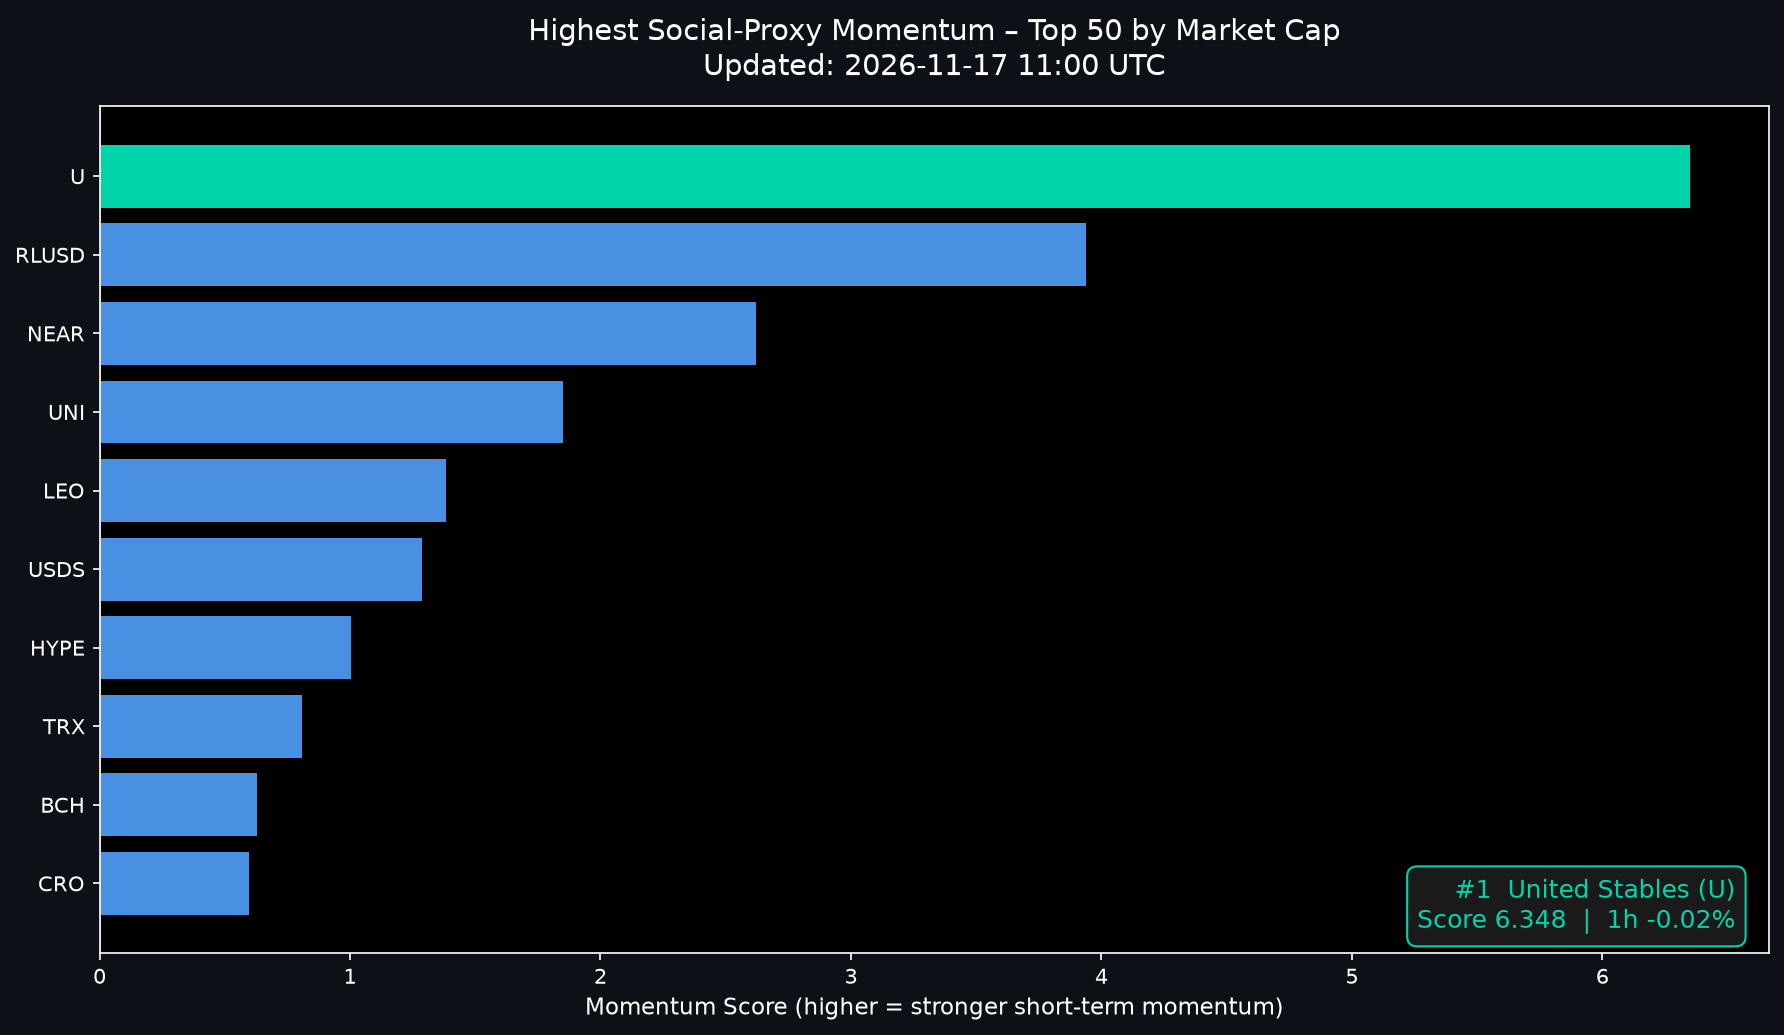 Highest Social-Proxy Momentum – Top 50 by Market Cap
Updated: 2026-11-17 11:00 UTC
U
RLUSD
NEAR
UNI
LEO
USDS
HYPE
TRX
BCH
CRO
#1  United Stables (U)
Score 6.348  |  1h -0.02%
0 1 2 3 4 5 6
Momentum Score (higher = stronger short-term momentum)